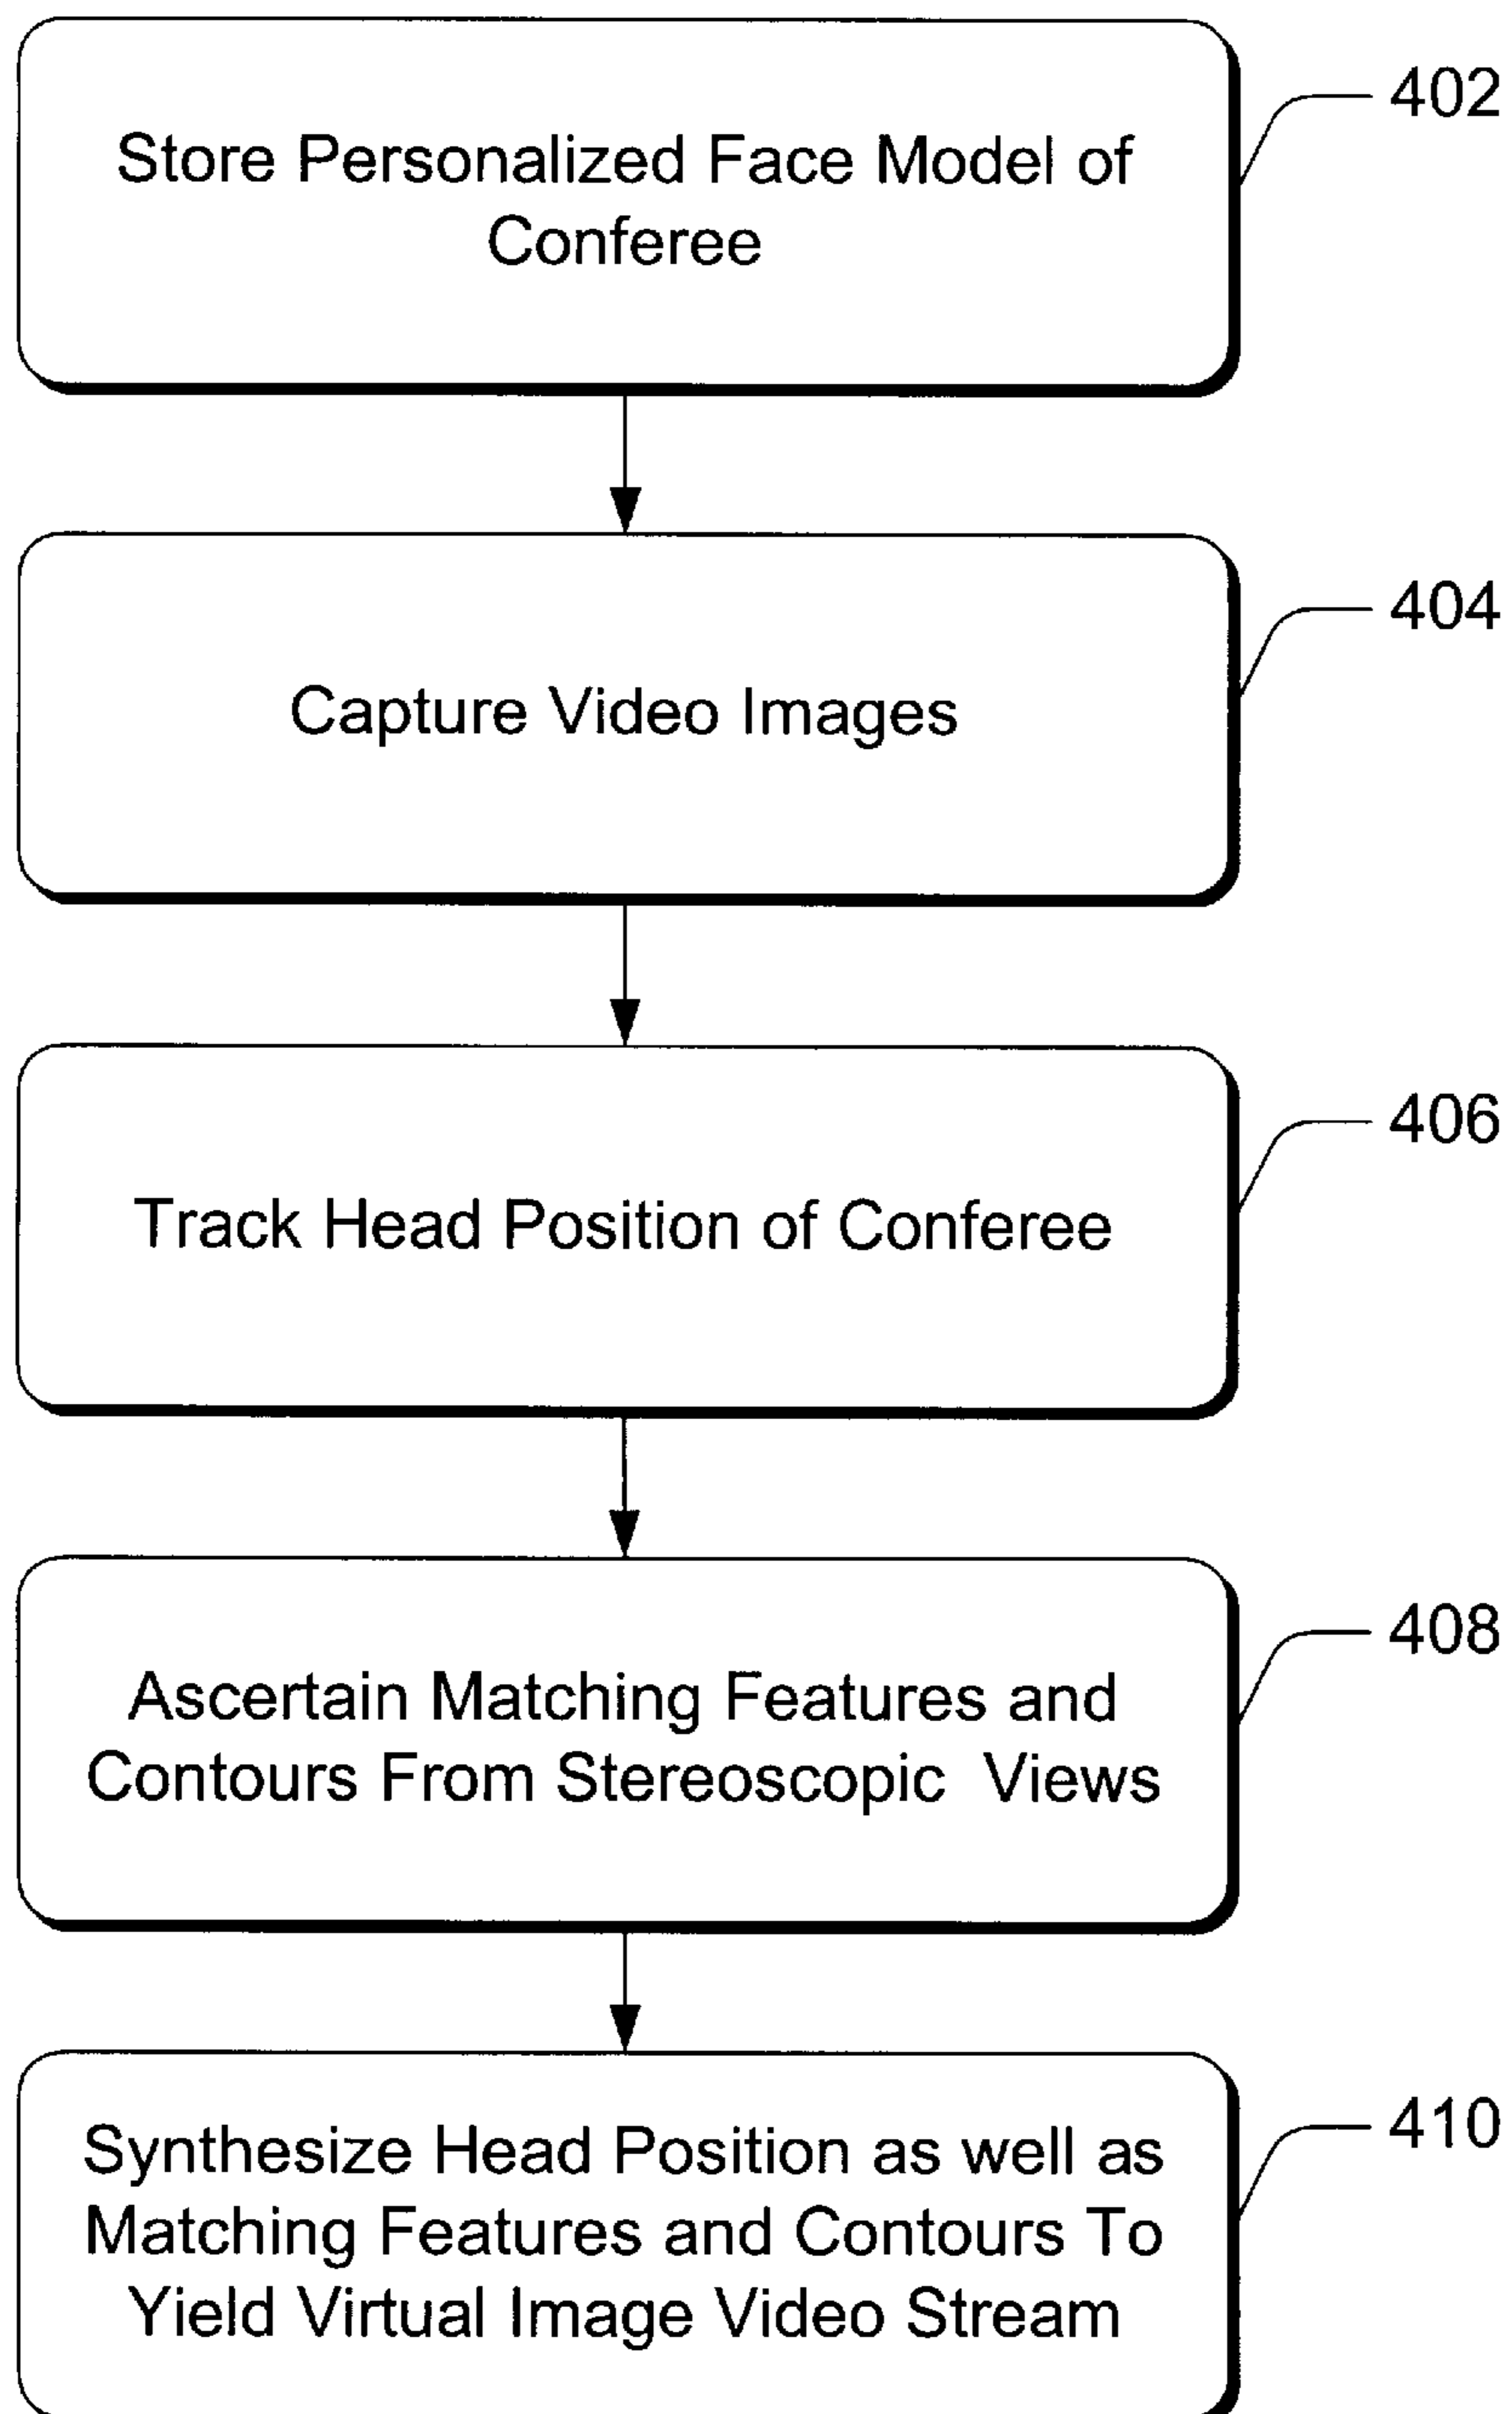 402
Store Personalized Face Model of
Conferee
404
Capture Video Images
406
Track Head Position of Conferee
408
Ascertain Matching Features and
Contours From Stereoscopic Views
410
Synthesize Head Position as well as
Matching Features and Contours To
Yield Virtual Image Video Stream